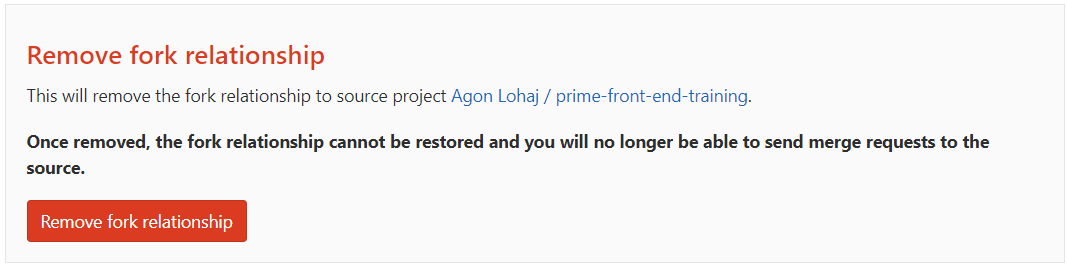 Remove fork relationship
This will remove the fork relationship to source project Agon Lohaj / prime-front-end-training.
Once removed, the fork relationship cannot be restored and you will no longer be able to send merge requests to the
source.
Remove fork relationship